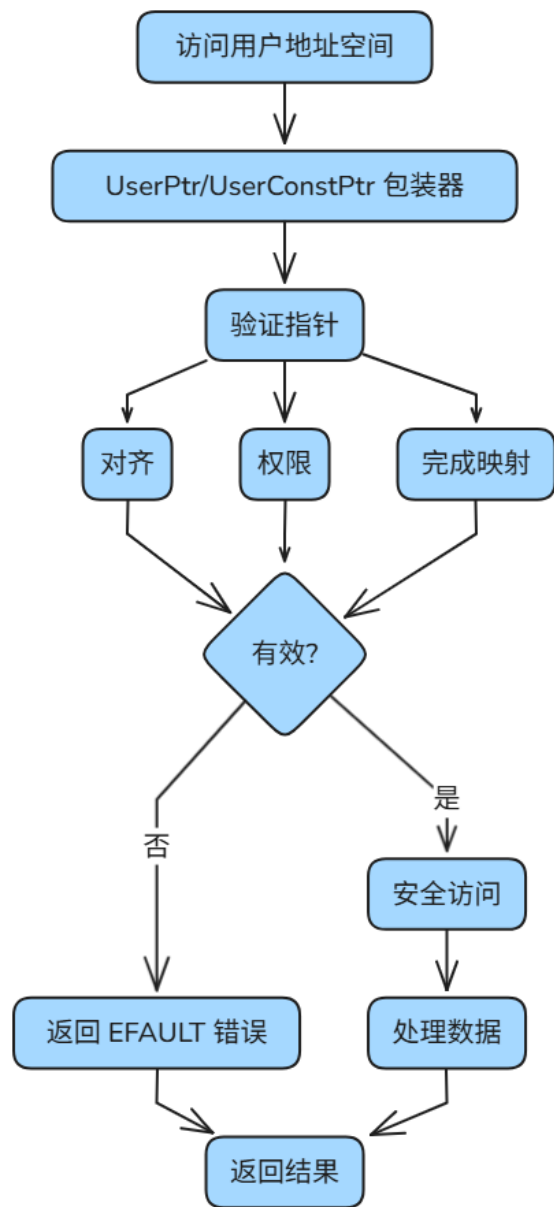 访问用户地址空间
UserPtr/UserConstPtr 包装器
验证指针
对齐
权限
完成映射
有效?
是
否
安全访问
返回 EFAULT 错误
处理数据
返回结果